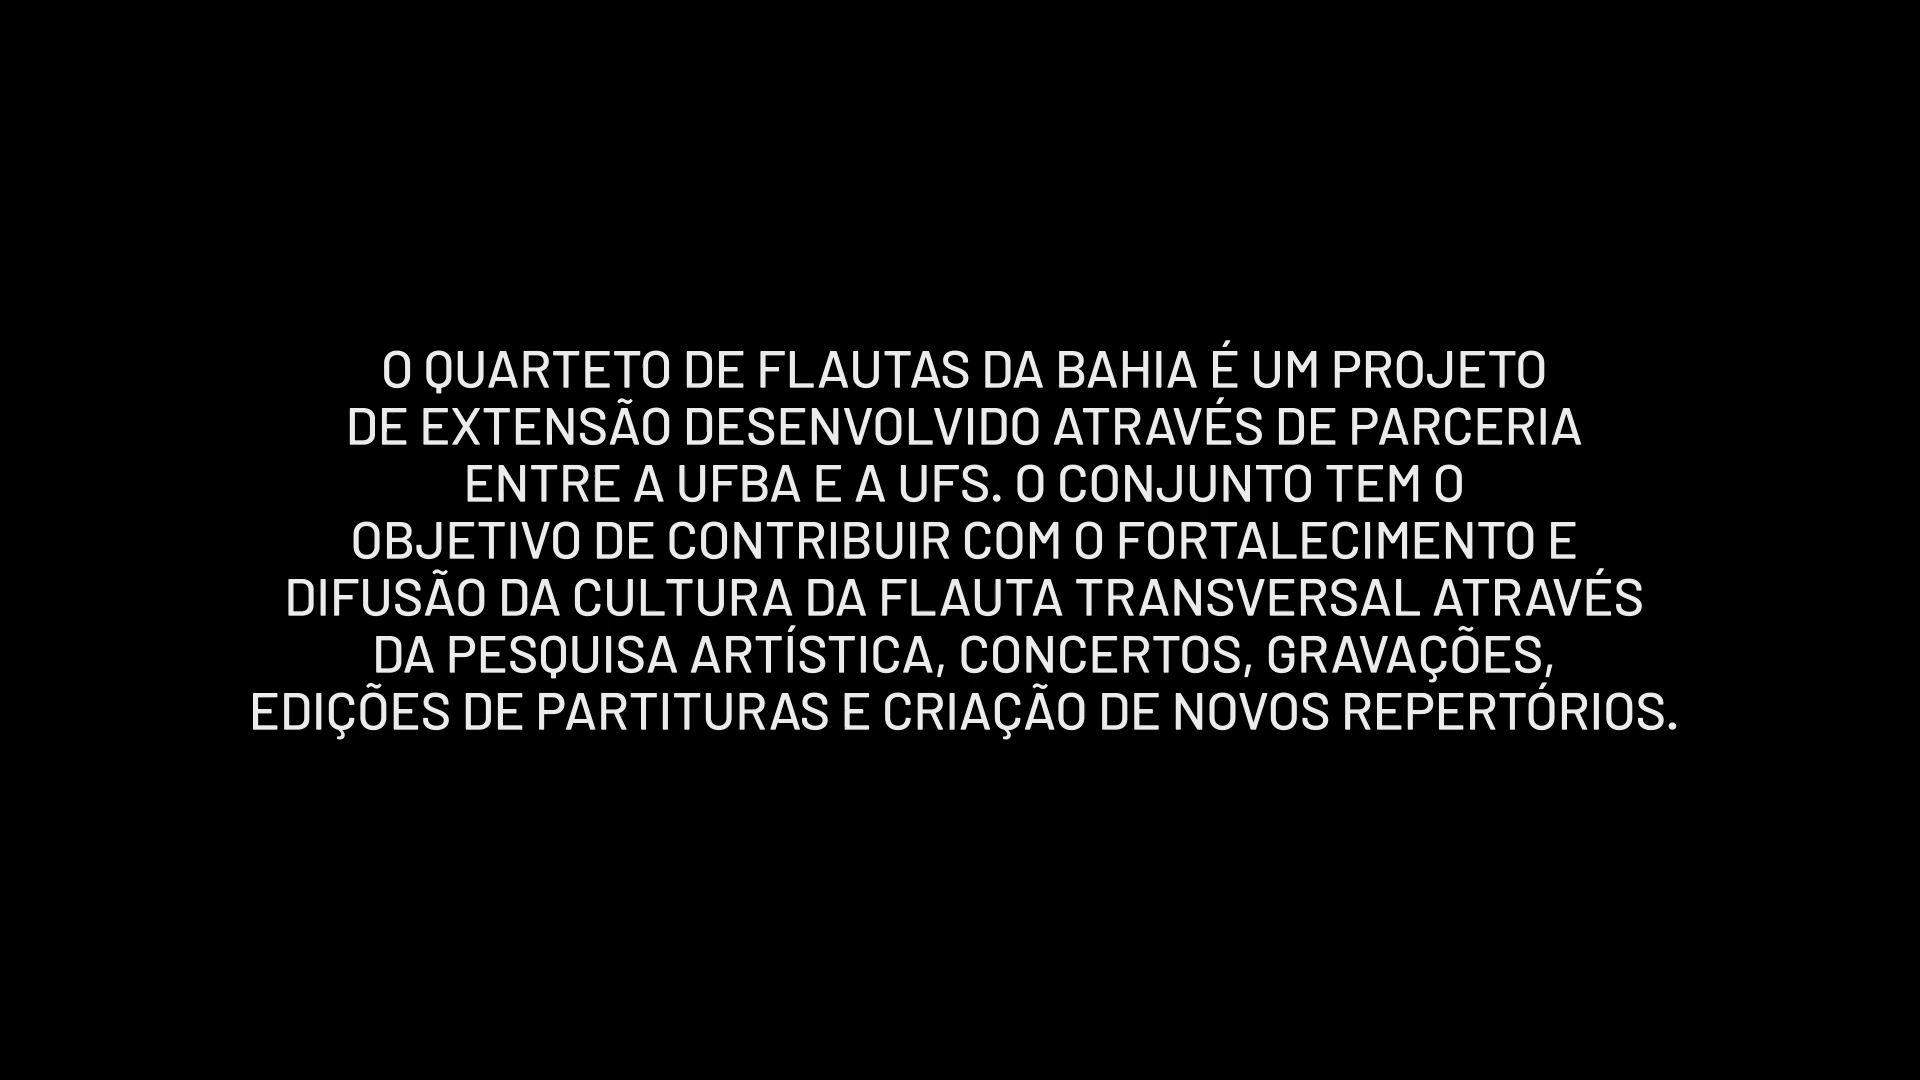 O QUARTETO DE FLAUTAS DA BAHIA É UM PROJETO
DE EXTENSÃO DESENVOLVIDO ATRAVÉS DE PARCERIA
ENTRE A UFBA E A UFS. O CONJUNTO TEM O
OBJETIVO DE CONTRIBUIR COM O FORTALECIMENTO E
DIFUSÃO DA CULTURA DA FLAUTA TRANSVERSAL ATRAVÉS
DA PESQUISA ARTÍSTICA, CONCERTOS, GRAVAÇÕES,
EDIÇÕES DE PARTITURAS E CRIAÇÃO DE NOVOS REPERTÓRIOS.